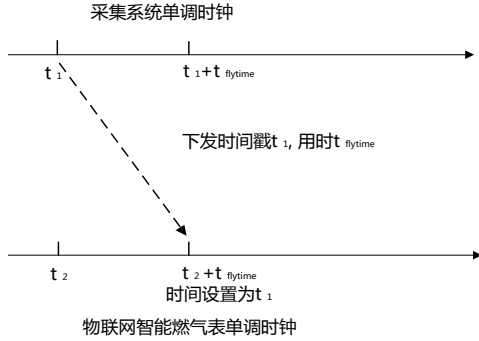 采集系统单调时钟
t 1
t 1+t flytime
下发时间戳t 1, 用时t flytime
t 2
t 2+t flytime
时间设置为t 1
物联网智能燃气表单调时钟